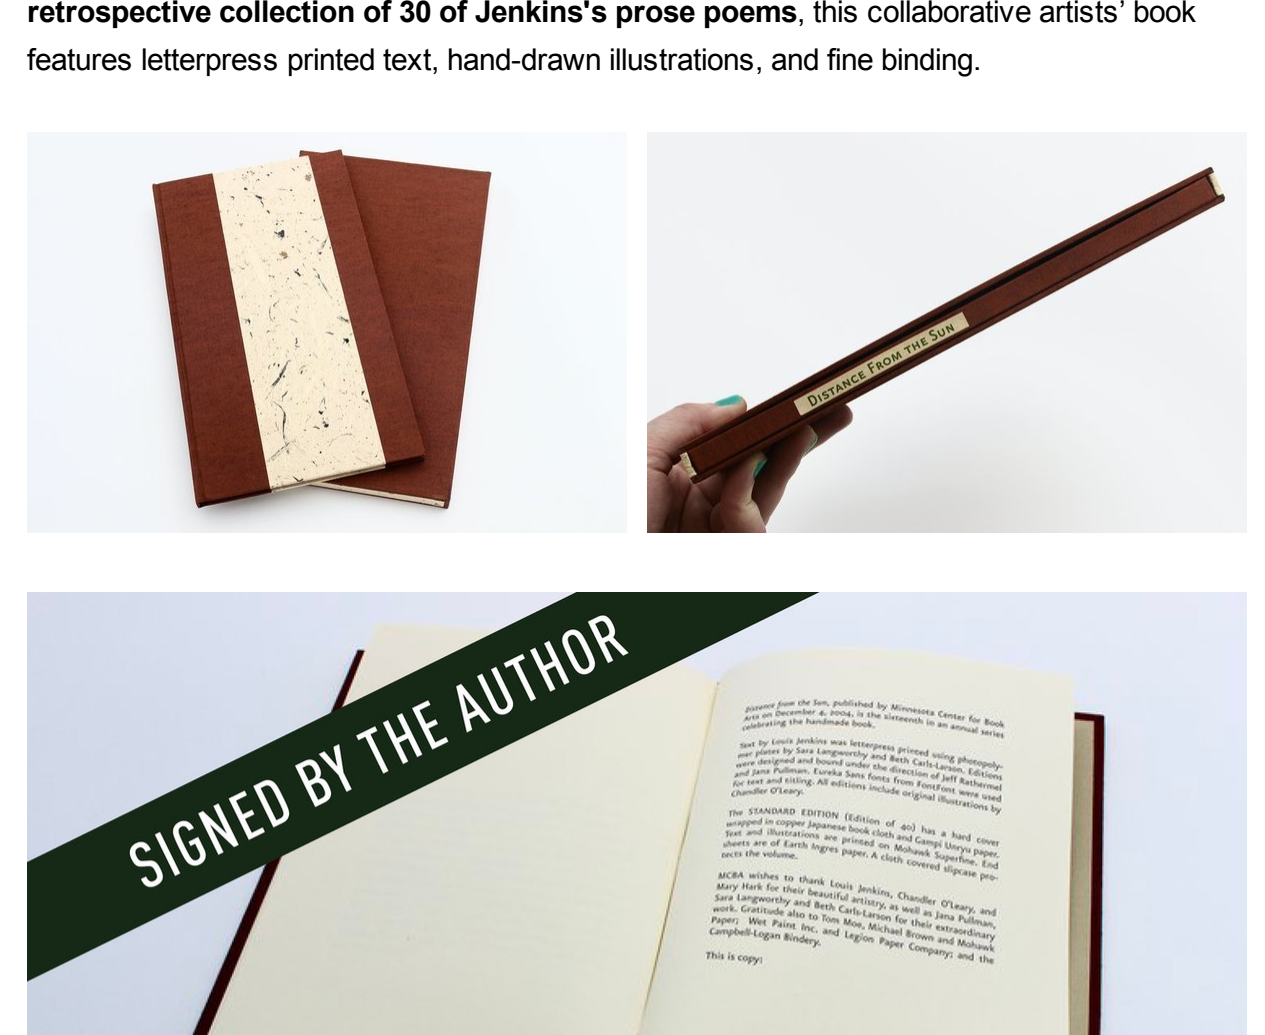 retrospective collection of 30 of Jenkins's prose poems, this collaborative artists’ book
features letterpress printed text, hand-drawn illustrations, and fine binding.
DISTANCE FROM THE SUN
SIGNED BY THE AUTHOR
Distance from the Sun, published by Minnesota Center for Book
Arts on December 4, 2004, is the sixteenth in an annual series
celebrating the handmade book.
Text by Louis Jenkins was letterpress printed using photopoly-
mer plates by Sara Langworthy and Beth Carls-Larson. Editions
were designed and bound under the direction of Jeff Rathermel
and Jana Pullman. Eureka Sans fonts from FontFont were used
for text and titling. All editions include original illustrations by
Chandler O'Leary.
The STANDARD EDITION (Edition of 40) has a hard cover
wrapped in copper Japanese book cloth and Gampi Unryu paper.
Text and illustrations are printed on Mohawk Superfine. End
sheets are of Earth Ingres paper. A cloth covered slipcase pro-
tects the volume.
MCBA wishes to thank Louis Jenkins, Chandler O'Leary, and
Mary Hark for their beautiful artistry, as well as Jana Pullman,
Sara Langworthy and Beth Carls-Larson for their extraordinary
work. Gratitude also to Tom Moe, Michael Brown and Mohawk
Paper; Wet Paint Inc. and Legion Paper Company; and the
Campbell-Logan Bindery.
This is copy: